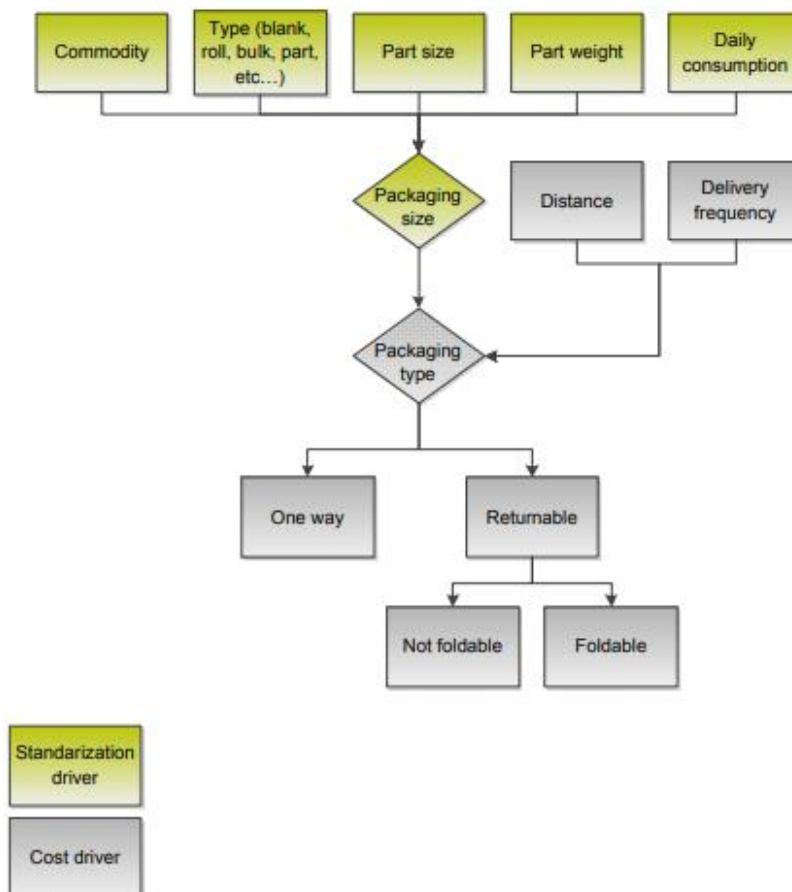 Commodity
Type (blank,
roll, bulk, part,
etc…)
Part size
Part weight
Daily
consumption
Packaging
size
Distance
Delivery
frequency
Packaging
type
One way
Returnable
Not foldable
Foldable
Standarization
driver
Cost driver